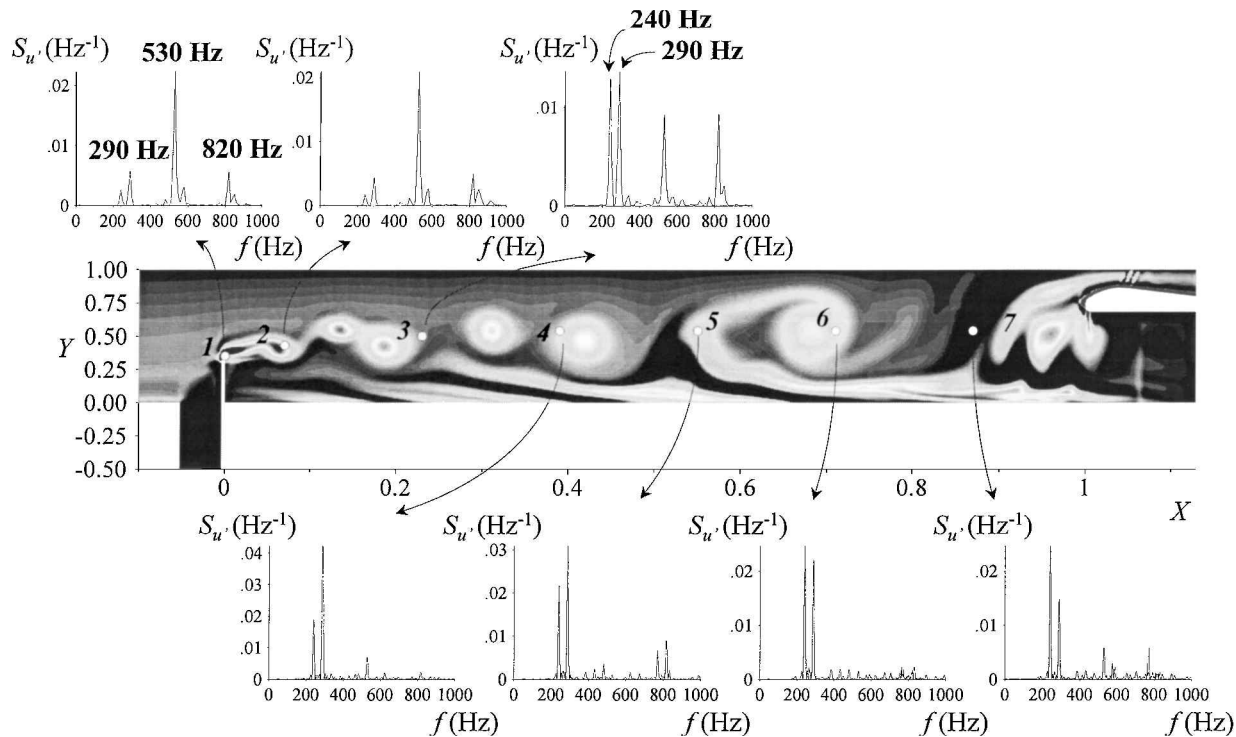 240 Hz
S_u' (Hz⁻¹) 530 Hz S_u' (Hz⁻¹) S_u' (Hz⁻¹) 290 Hz
.02 .02
.01
.01 290 Hz 820 Hz .01
0 0 0
0 200 400 600 800 1000 0 200 400 600 800 1000 0 200 400 600 800 1000
f (Hz) f (Hz) f (Hz)
1.00
0.75
Y 0.50 1 2 3 4 5 6 7
0.25
0.00
-0.25
-0.50
0 0.2 0.4 0.6 0.8 1 X
S_u' (Hz⁻¹) S_u' (Hz⁻¹) S_u' (Hz⁻¹) S_u' (Hz⁻¹)
.04 .03 .02 .02
.03 .02
.02 .01 .01
.01 .01
0 0 0 0
0 200 400 600 800 1000 0 200 400 600 800 1000 0 200 400 600 800 1000 0 200 400 600 800 1000
f (Hz) f (Hz) f (Hz) f (Hz)